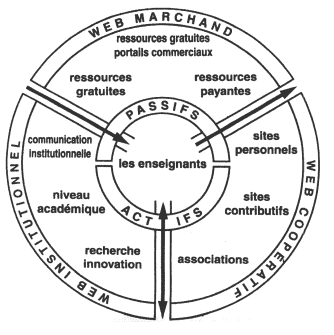 WEB MARCHAND
ressources gratuites
portails commerciaux
ressources
gratuites
ressources
payantes
PASSIFS
communication
institutionnelle
les enseignants
sites
personnels
niveau
académique
sites
contributifs
ACTIFS
recherche
innovation
associations
WEB INSTITUTIONNEL
WEB COOPÉRATIF